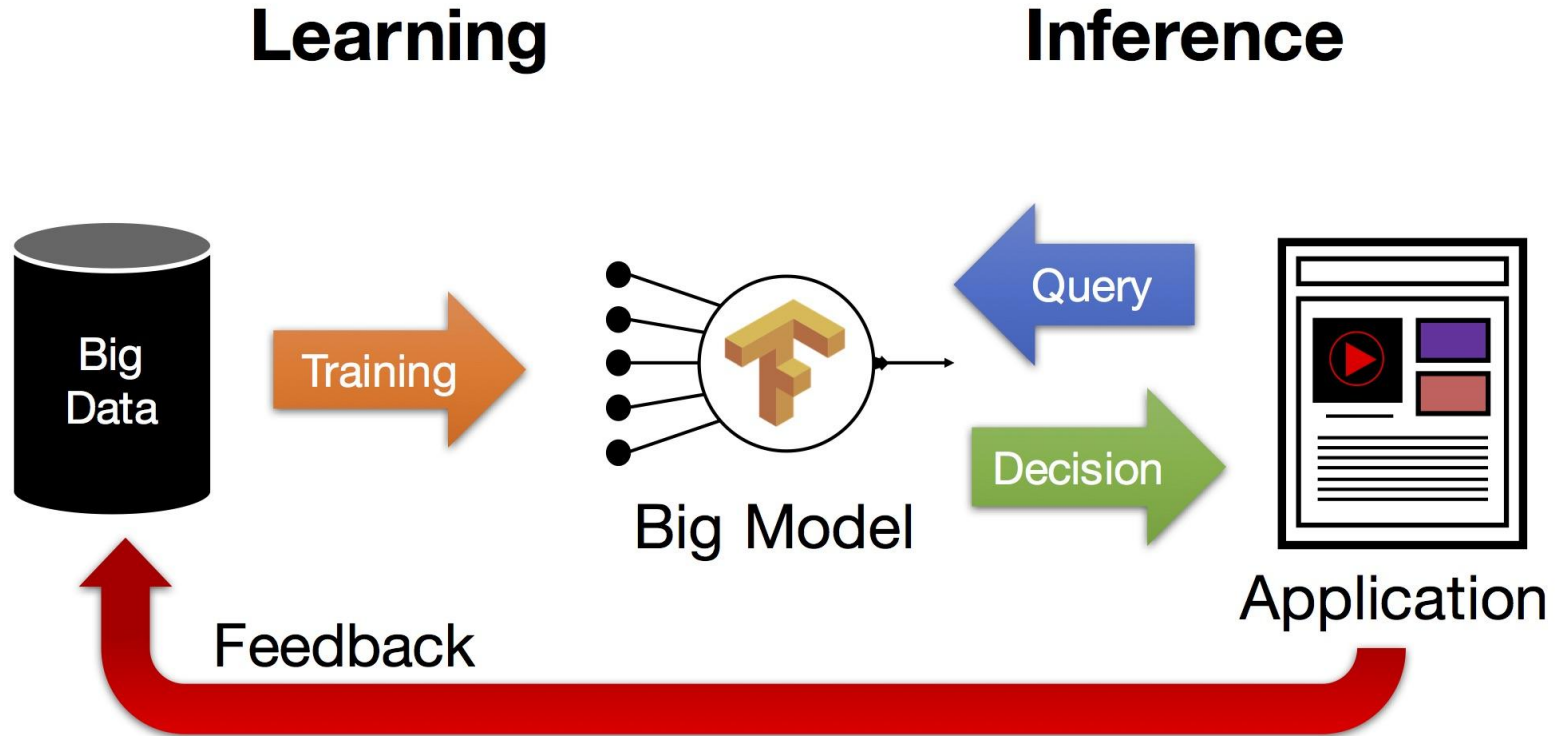 Learning
Inference
Big
Data
Training
Query
Decision
Big Model
Application
Feedback